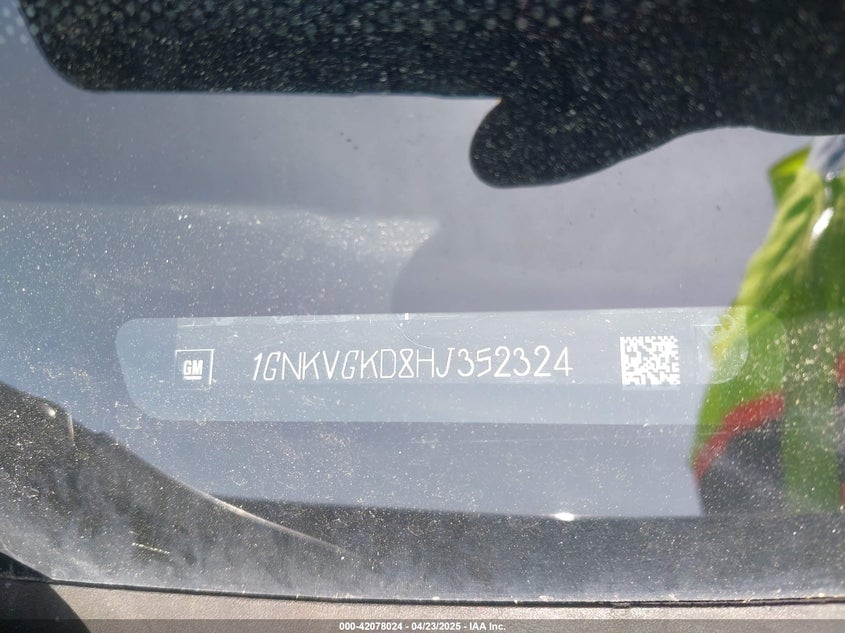 GM 1GNKVGKD8HJ352324
000-42078024 - 04/23/2025 - IAA Inc.